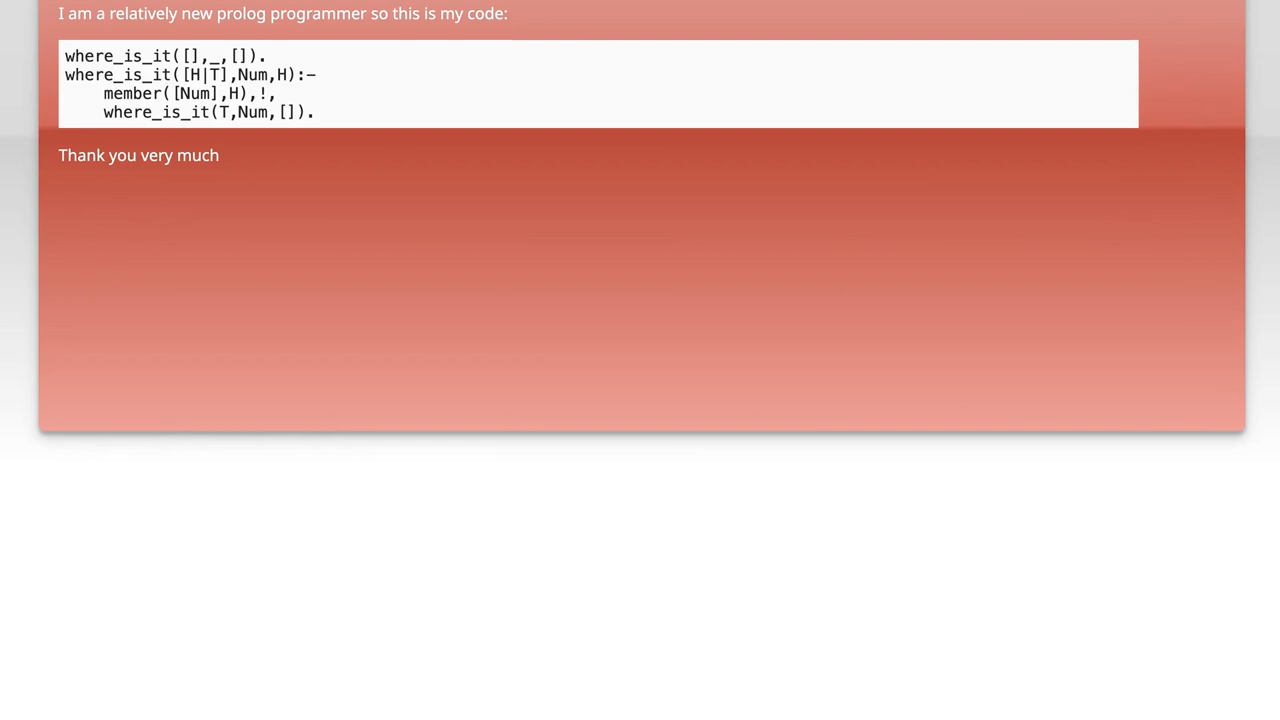 I am a relatively new prolog programmer so this is my code:
where_is_it([],_,[]).
where_is_it([H|T],Num,H):-
    member([Num],H),!,
    where_is_it(T,Num,[]).
Thank you very much